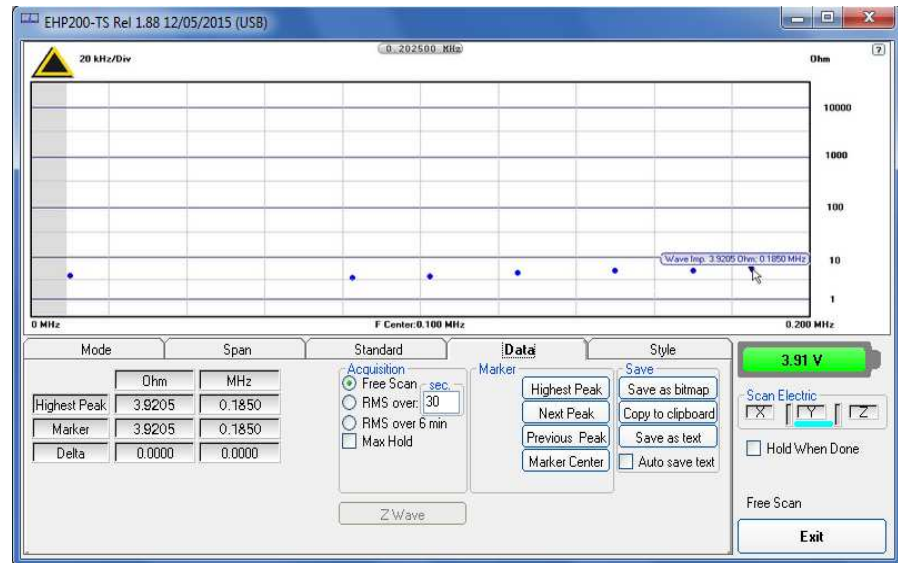 EHP200-TS Rel 1.88 12/05/2015 (USB)
20 kHz/Div
0.202500 MHz
Ohm
?
10000
1000
100
Wave Imp. 3.9205 Ohm; 0.1850 MHz
10
1
0 MHz
F Center:0.100 MHz
0.200 MHz
Mode
Span
Standard
Data
Style
3.91 V
Ohm MHz
Highest Peak 3.9205 0.1850
Marker 3.9205 0.1850
Delta 0.0000 0.0000
Acquisition
Free Scan
sec.
RMS over: 30
RMS over 6 min
Max Hold
Z Wave
Marker
Highest Peak
Next Peak
Previous Peak
Marker Center
Save
Save as bitmap
Copy to clipboard
Save as text
Auto save text
Scan Electric
X Y Z
Hold When Done
Free Scan
Exit